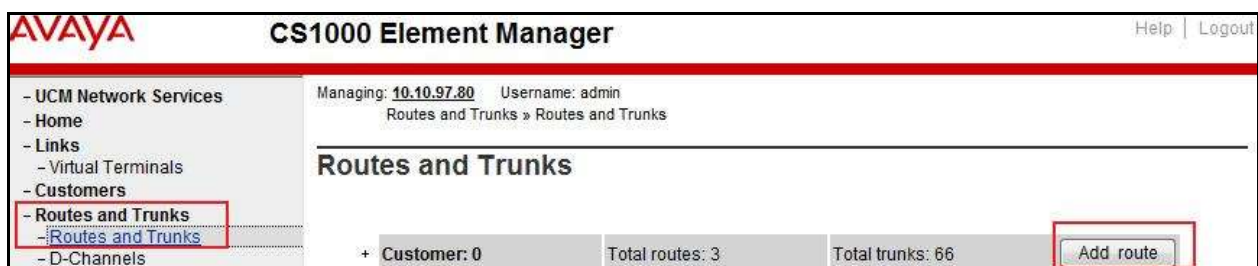 AVAYA
CS1000 Element Manager
Help | Logout
- UCM Network Services
- Home
- Links
- Virtual Terminals
- Customers
- Routes and Trunks
- Routes and Trunks
- D-Channels
Managing: 10.10.97.80 Username: admin
Routes and Trunks » Routes and Trunks
Routes and Trunks
+ Customer: 0 Total routes: 3 Total trunks: 66 Add route